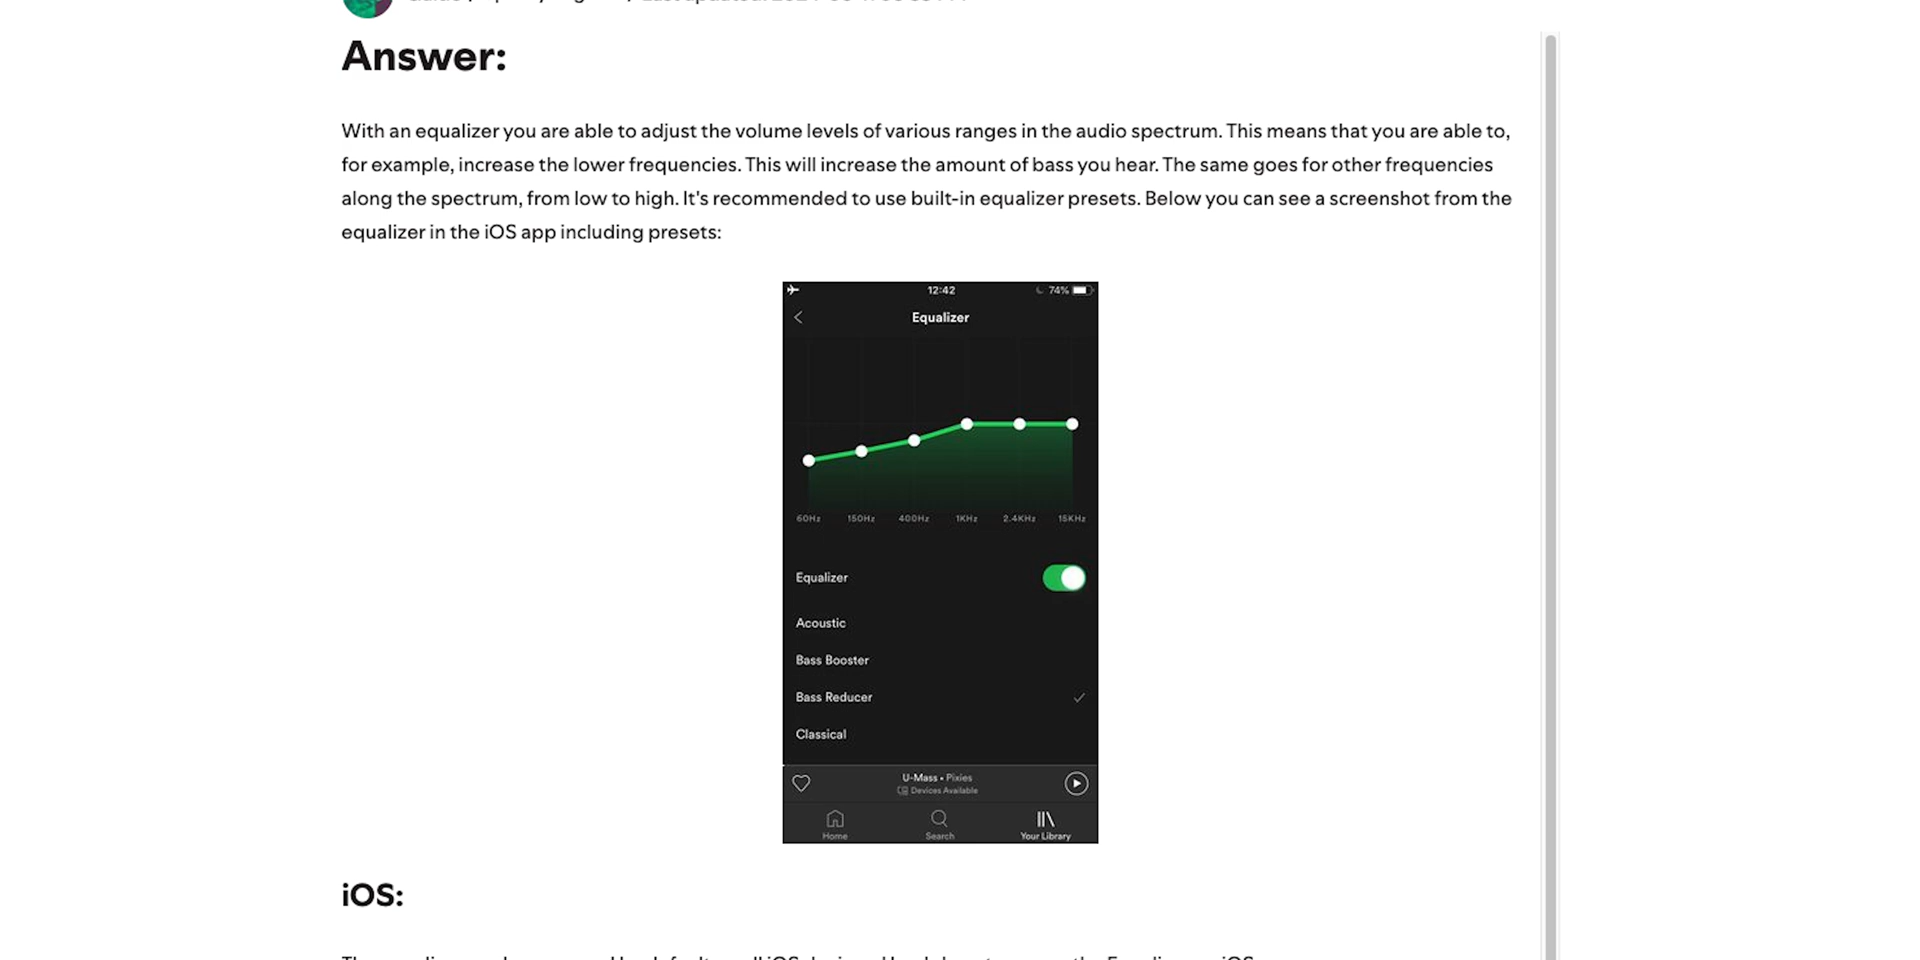 Answer:
With an equalizer you are able to adjust the volume levels of various ranges in the audio spectrum. This means that you are able to,
for example, increase the lower frequencies. This will increase the amount of bass you hear. The same goes for other frequencies
along the spectrum, from low to high. It's recommended to use built-in equalizer presets. Below you can see a screenshot from the
equalizer in the iOS app including presets:
12:42
74%
Equalizer
60Hz 150Hz 400Hz 1KHz 2.4KHz 15KHz
Equalizer
Acoustic
Bass Booster
Bass Reducer
Classical
U-Mass • Pixies
Devices Available
Home Search Your Library
iOS: